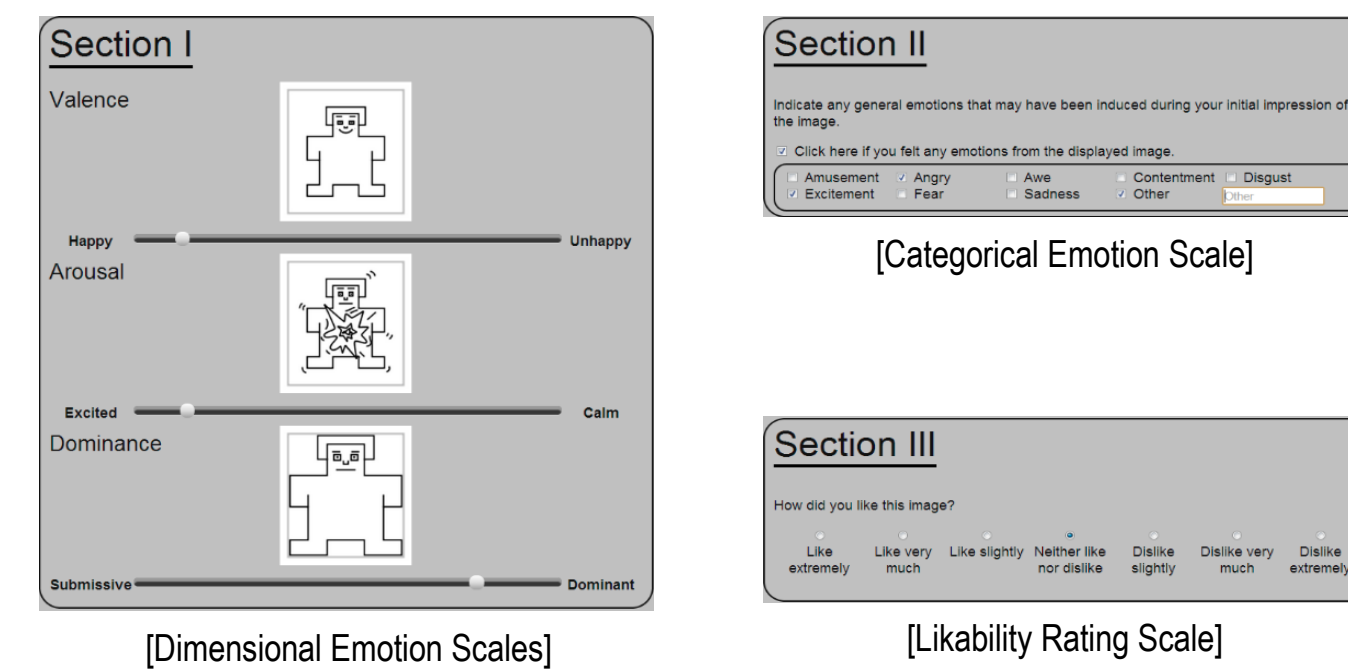 Section I
Valence
Happy Unhappy
Arousal
Excited Calm
Dominance
Submissive Dominant
[Dimensional Emotion Scales]
Section II
Indicate any general emotions that may have been induced during your initial impression of
the image.
Click here if you felt any emotions from the displayed image.
Amusement Angry Awe Contentment Disgust
Excitement Fear Sadness Other Other
[Categorical Emotion Scale]
Section III
How did you like this image?
Like Like very Like slightly Neither like Dislike Dislike very Dislike
extremely much nor dislike slightly much extremely
[Likability Rating Scale]